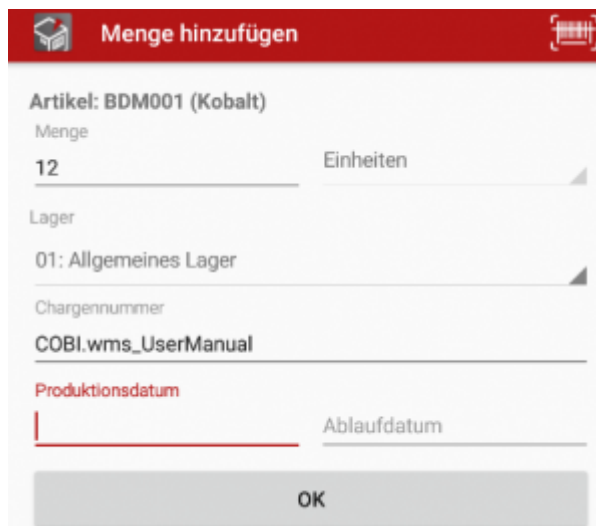 Menge hinzufügen
Artikel: BDM001 (Kobalt)
Menge
12
Einheiten
Lager
01: Allgemeines Lager
Chargennummer
COBI.wms_UserManual
Produktionsdatum
Ablaufdatum
OK